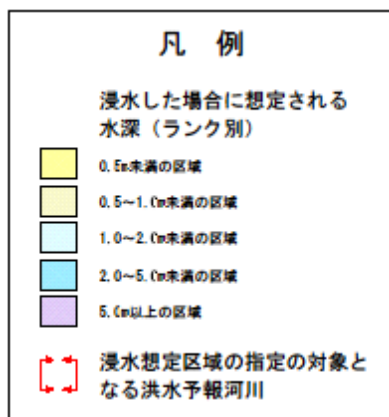 凡 例
浸水した場合に想定される
水深（ランク別）
0.5m未満の区域
0.5～1.0m未満の区域
1.0～2.0m未満の区域
2.0～5.0m未満の区域
5.0m以上の区域
浸水想定区域の指定の対象と
なる洪水予報河川